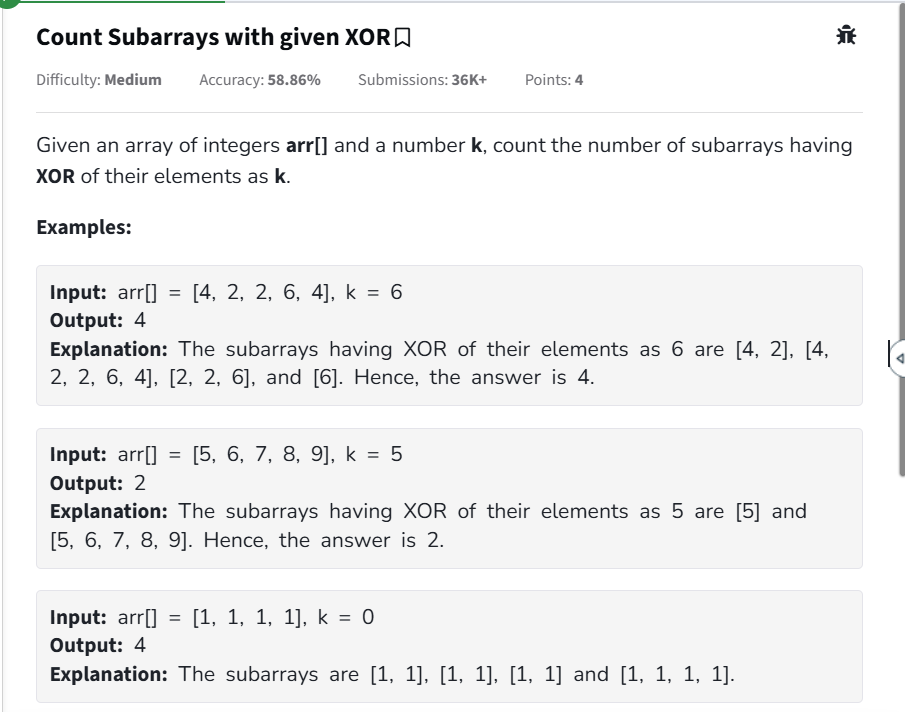 Count Subarrays with given XOR
Difficulty: Medium Accuracy: 58.86% Submissions: 36K+ Points: 4
Given an array of integers arr[] and a number k, count the number of subarrays having
XOR of their elements as k.
Examples:
Input: arr[] = [4, 2, 2, 6, 4], k = 6
Output: 4
Explanation: The subarrays having XOR of their elements as 6 are [4, 2], [4,
2, 2, 6, 4], [2, 2, 6], and [6]. Hence, the answer is 4.
Input: arr[] = [5, 6, 7, 8, 9], k = 5
Output: 2
Explanation: The subarrays having XOR of their elements as 5 are [5] and
[5, 6, 7, 8, 9]. Hence, the answer is 2.
Input: arr[] = [1, 1, 1, 1], k = 0
Output: 4
Explanation: The subarrays are [1, 1], [1, 1], [1, 1] and [1, 1, 1, 1].